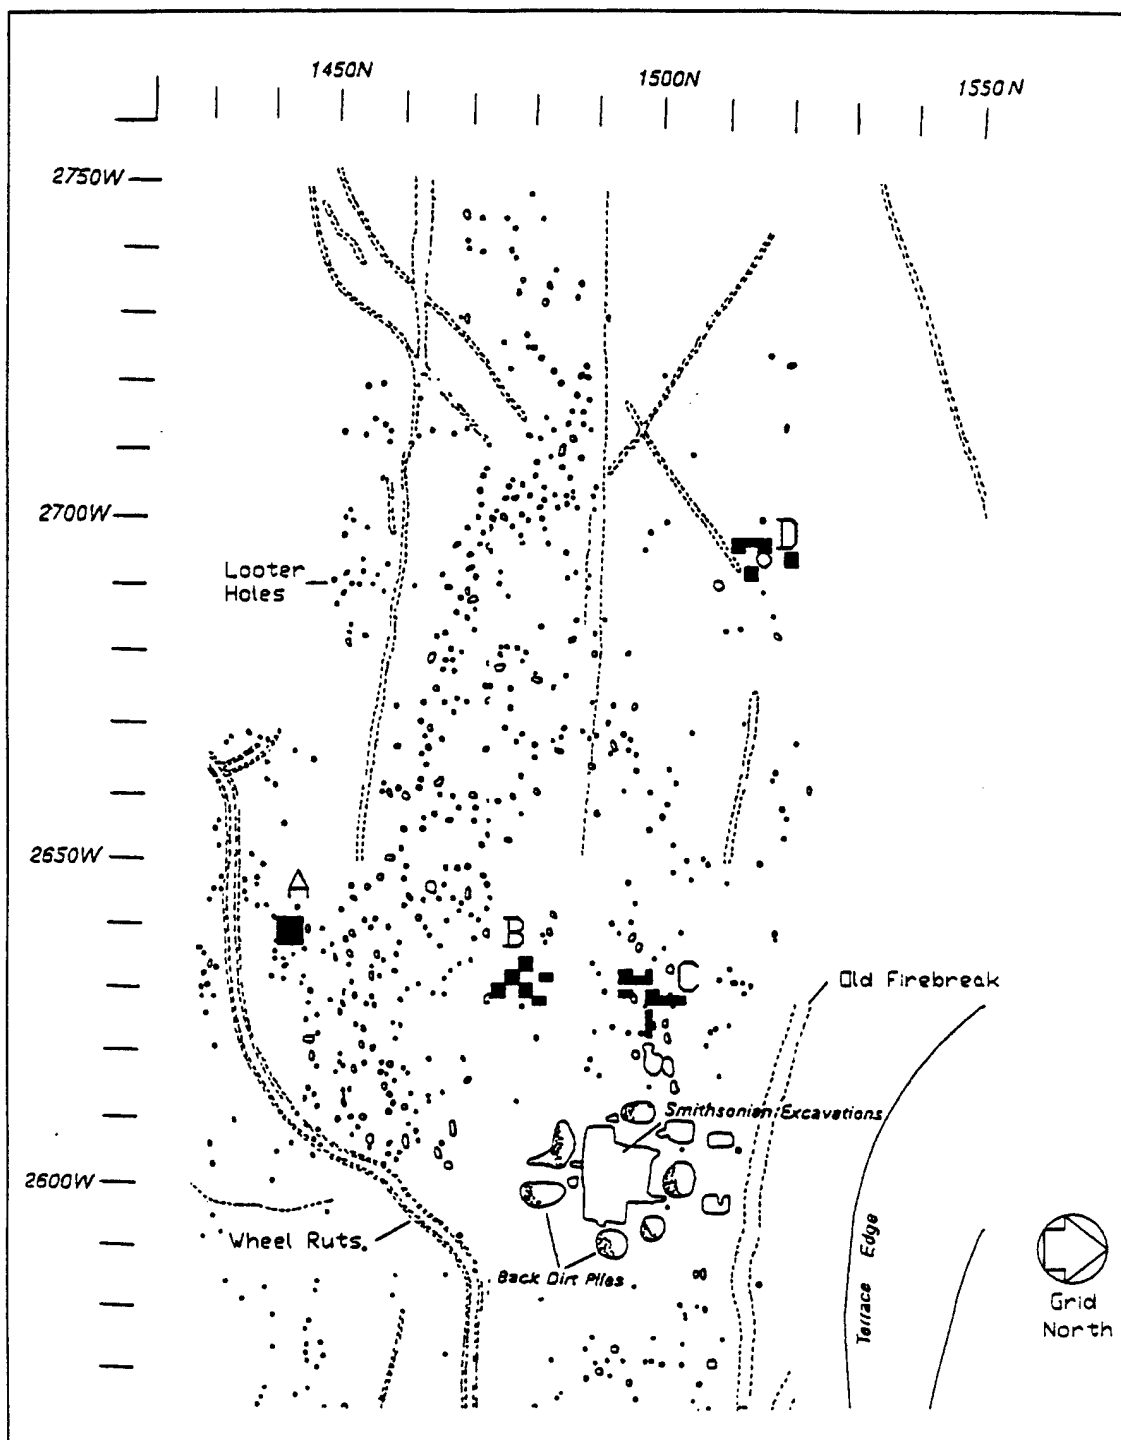 1450N
1500N
1550N
2750W
2700W
D
Looter
Holes
2650W
A
B
C
Old Firebreak
Smithsonian Excavations
2600W
Wheel Ruts
Back Dirt Piles
Terrace Edge
Grid
North